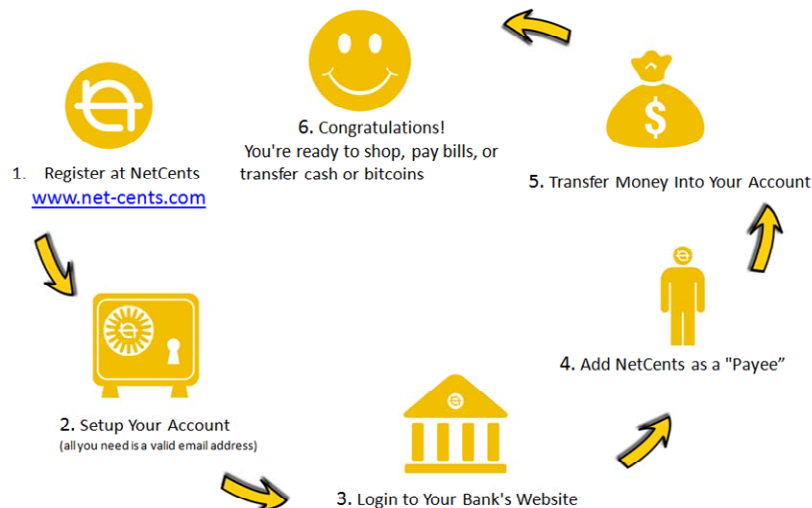 1. Register at NetCents
www.net-cents.com
2. Setup Your Account
(all you need is a valid email address)
3. Login to Your Bank's Website
4. Add NetCents as a "Payee”
$
5. Transfer Money Into Your Account
6. Congratulations!
You're ready to shop, pay bills, or
transfer cash or bitcoins